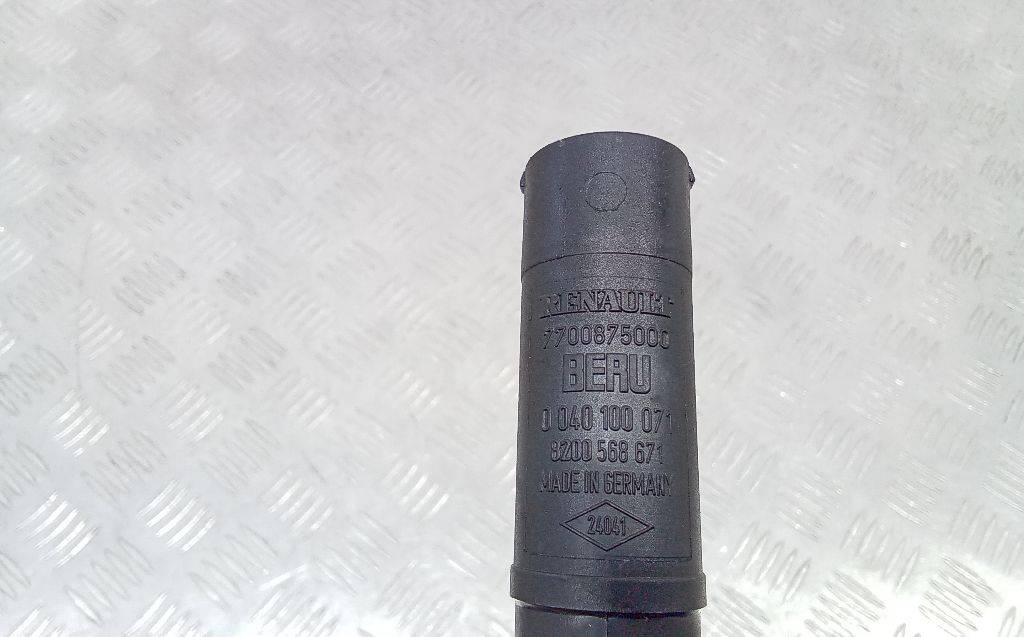 RENAULT
7700875000
BERU
0 040 100 071
8200 568 671
MADE IN GERMANY
24041